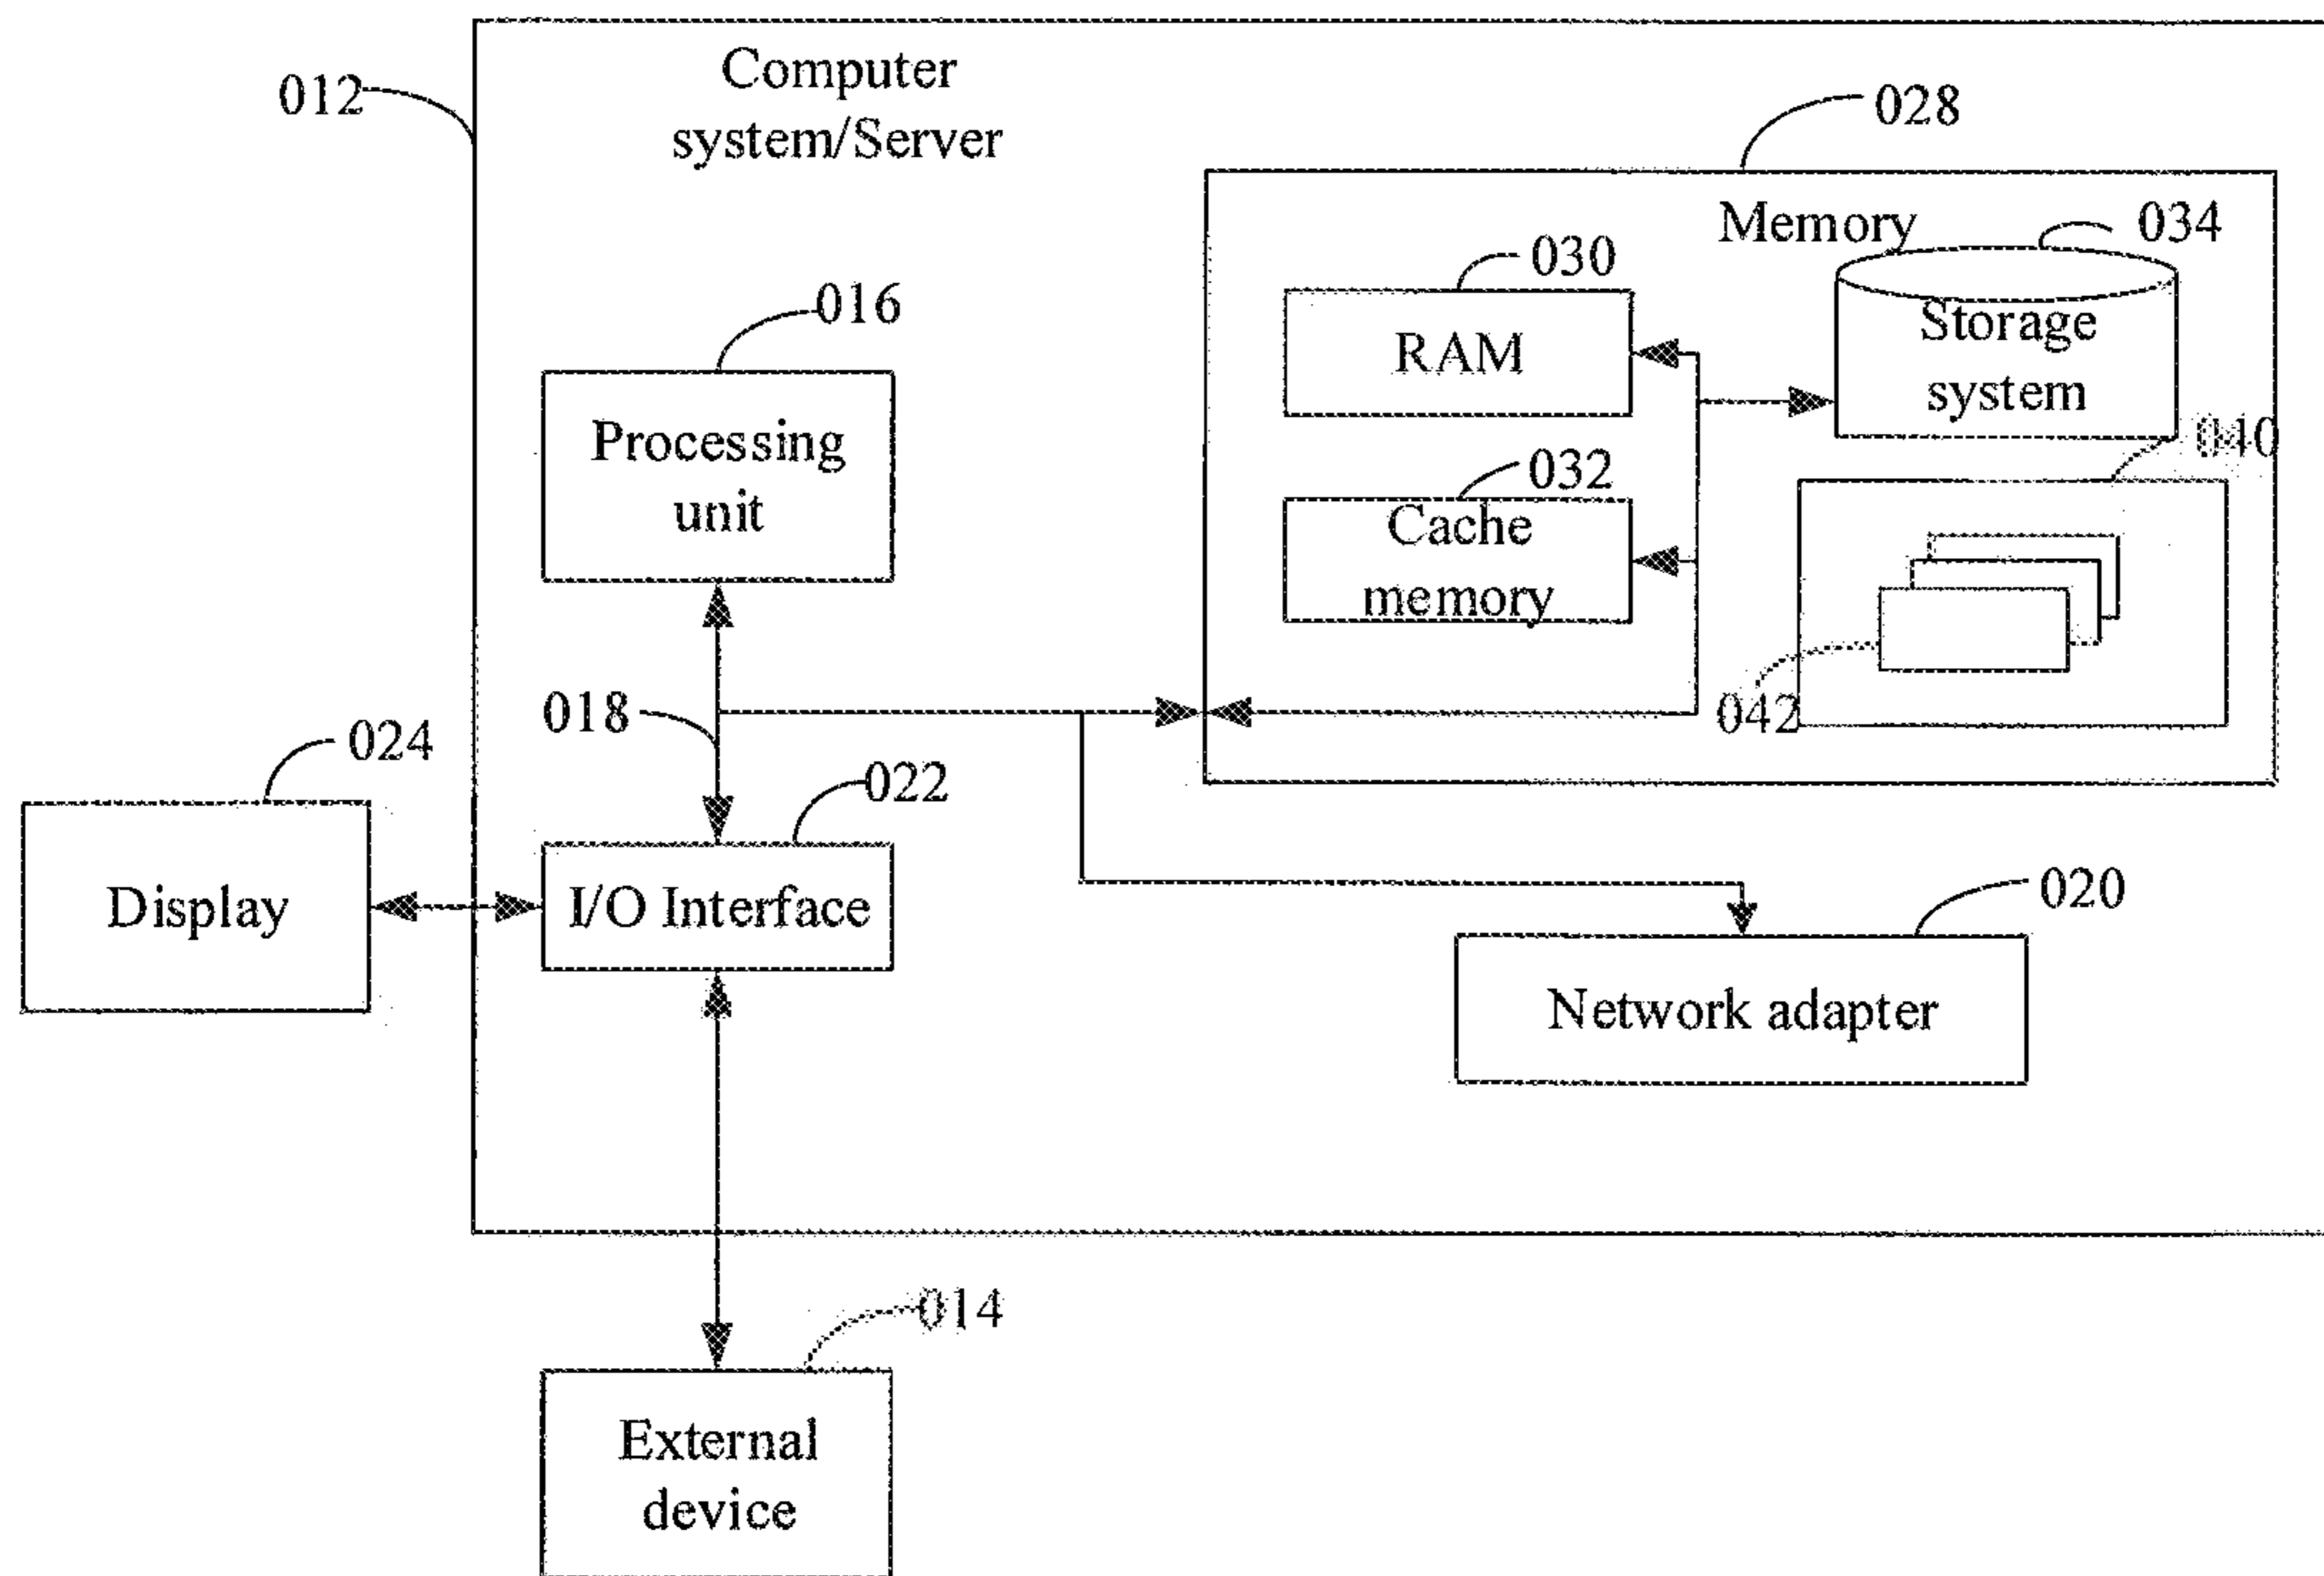 Computer
system/Server
012
028
Memory
034
030
RAM
Storage
system
016
Processing
unit
032
Cache
memory
040
042
018
024
Display
022
I/O Interface
020
Network adapter
014
External
device